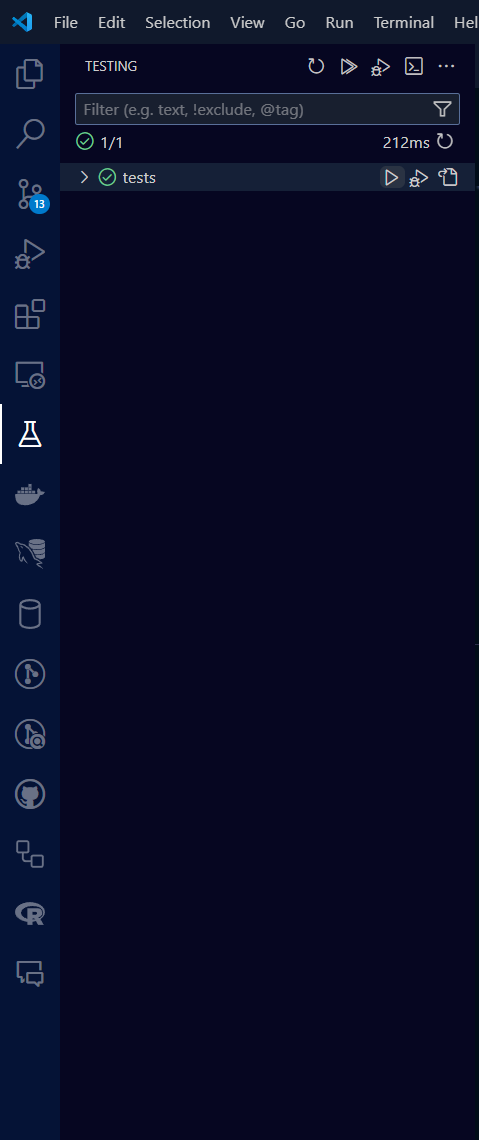 File Edit Selection View Go Run Terminal Hel
TESTING
Filter (e.g. text, !exclude, @tag)
1/1 212ms
tests
13
R